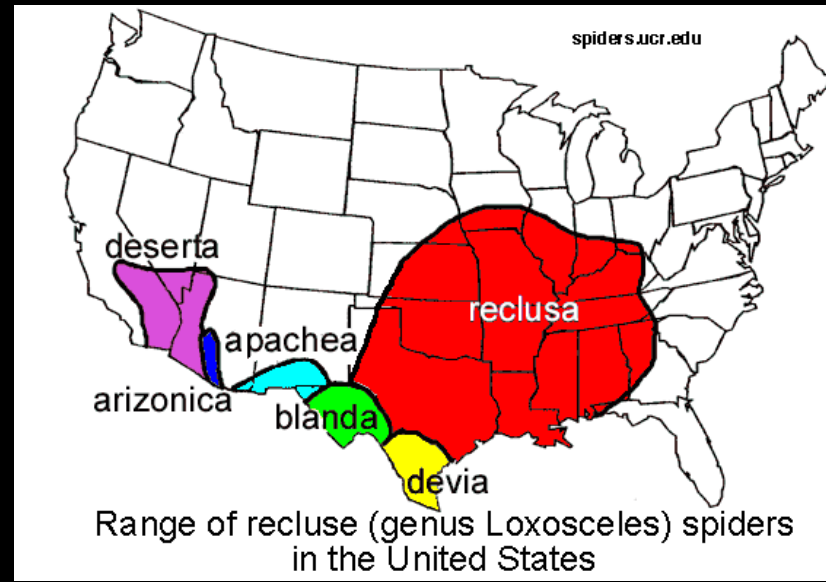 spiders.ucr.edu
deserta
reclusa
apachea
arizonica
blanda
devia
Range of recluse (genus Loxosceles) spiders
in the United States